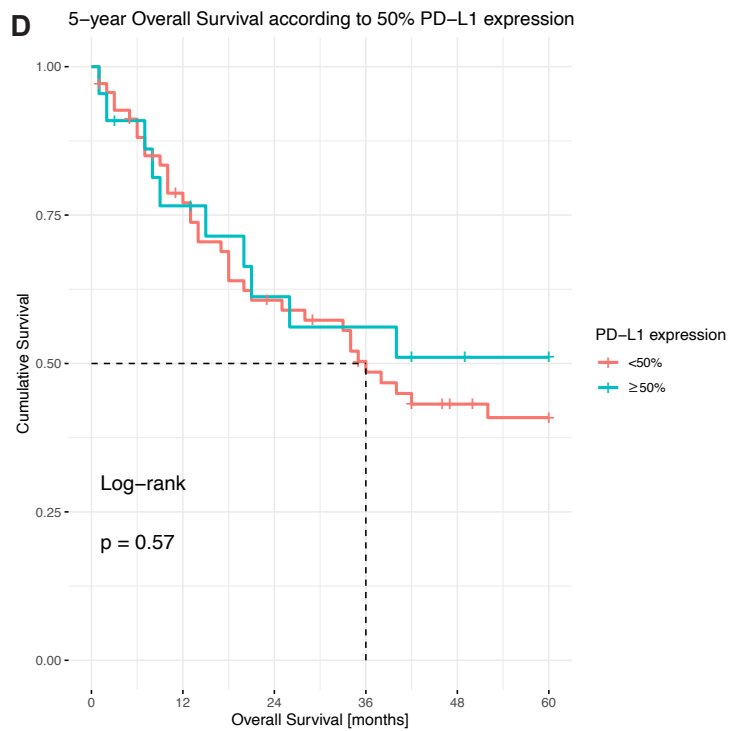 D
5−year Overall Survival according to 50% PD−L1 expression
1.00
0.75
0.50
0.25
0.00
Cumulative Survival
Log−rank
p = 0.57
0 12 24 36 48 60
Overall Survival [months]
PD−L1 expression
<50%
≥50%